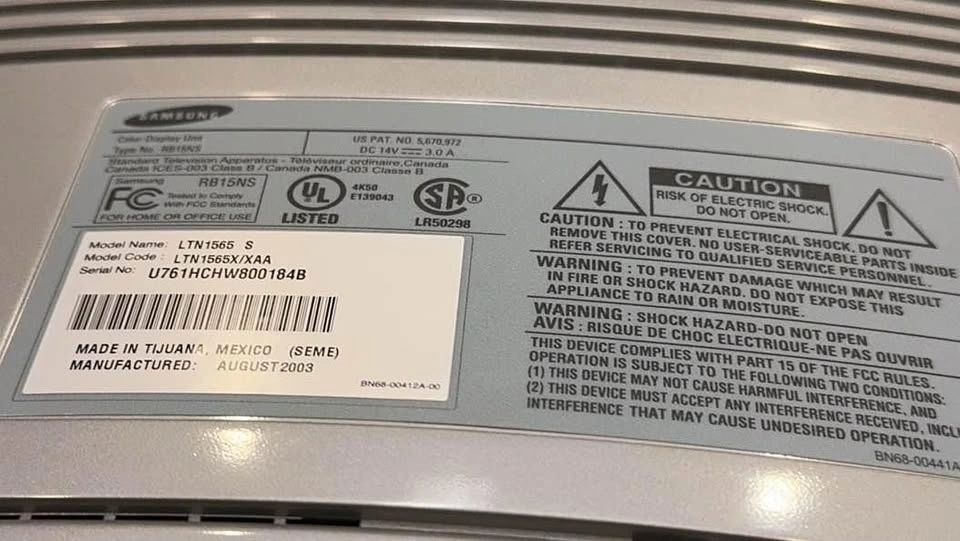 SAMSUNG
Color Display Unit
Type No. RB15NS
US PAT. NO. 5,670,972
DC 14V 3.0 A
Standard Television Apparatus - Téléviseur ordinaire,Canada
Canada ICES-003 Class B / Canada NMB-003 Classe B
Samsung RB15NS
FC Tested to Comply
With FCC Standards
FOR HOME OR OFFICE USE
UL
LISTED
4K50
E139043
SA ®
LR50298
Model Name: LTN1565 S
Model Code : LTN1565X/XAA
Serial No: U761HCHW800184B
MADE IN TIJUANA, MEXICO (SEME)
MANUFACTURED: AUGUST2003
BN68-00412A-00
CAUTION
RISK OF ELECTRIC SHOCK.
DO NOT OPEN.
!
CAUTION : TO PREVENT ELECTRICAL SHOCK, DO NOT
REMOVE THIS COVER. NO USER-SERVICEABLE PARTS INSIDE
REFER SERVICING TO QUALIFIED SERVICE PERSONNEL.
WARNING : TO PREVENT DAMAGE WHICH MAY RESULT
IN FIRE OR SHOCK HAZARD. DO NOT EXPOSE THIS
APPLIANCE TO RAIN OR MOISTURE.
WARNING : SHOCK HAZARD-DO NOT OPEN
AVIS : RISQUE DE CHOC ELECTRIQUE-NE PAS OUVRIR
THIS DEVICE COMPLIES WITH PART 15 OF THE FCC RULES.
OPERATION IS SUBJECT TO THE FOLLOWING TWO CONDITIONS:
(1) THIS DEVICE MAY NOT CAUSE HARMFUL INTERFERENCE, AND
(2) THIS DEVICE MUST ACCEPT ANY INTERFERENCE RECEIVED, INCL
INTERFERENCE THAT MAY CAUSE UNDESIRED OPERATION.
BN68-00441A